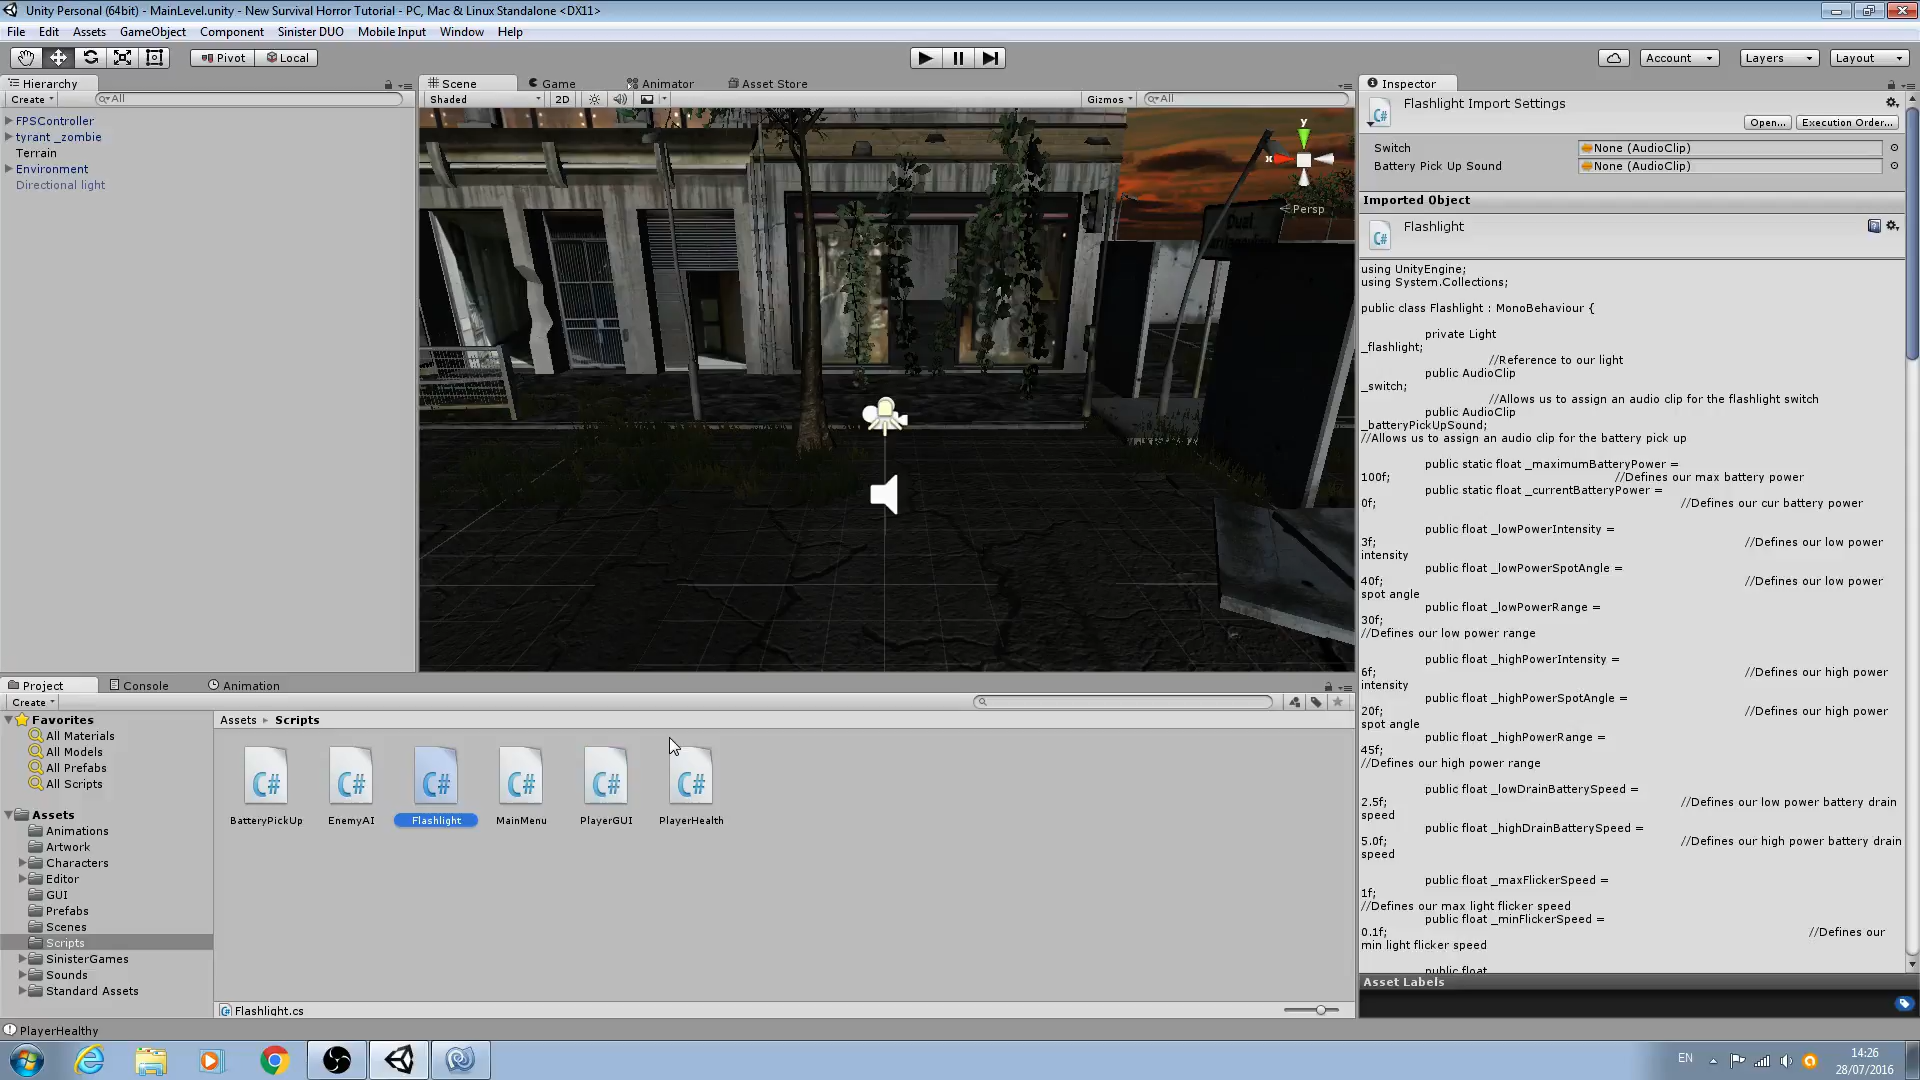 Unity Personal (64bit) - MainLevel.unity - New Survival Horror Tutorial - PC, Mac & Linux Standalone <DX11>
File Edit Assets GameObject Component Sinister DUO Mobile Input Window Help
Pivot Local Account Layers Layout
Hierarchy
Create All
FPSController
tyrant _zombie
Terrain
Environment
Directional light
Scene Game Animator Asset Store
Shaded 2D Gizmos All
y
x
Persp
Inspector
Flashlight Import Settings
Open... Execution Order...
Switch None (AudioClip)
Battery Pick Up Sound None (AudioClip)
Imported Object
Flashlight
using UnityEngine;
using System.Collections;
public class Flashlight : MonoBehaviour {
private Light
_flashlight;
//Reference to our light
public AudioClip
_switch;
//Allows us to assign an audio clip for the flashlight switch
public AudioClip
_batteryPickUpSound;
//Allows us to assign an audio clip for the battery pick up
public static float _maximumBatteryPower =
100f; //Defines our max battery power
public static float _currentBatteryPower =
0f; //Defines our cur battery power
public float _lowPowerIntensity =
3f; //Defines our low power
intensity
public float _lowPowerSpotAngle =
40f; //Defines our low power
spot angle
public float _lowPowerRange =
30f;
//Defines our low power range
public float _highPowerIntensity =
6f; //Defines our high power
intensity
public float _highPowerSpotAngle =
20f; //Defines our high power
spot angle
public float _highPowerRange =
45f;
//Defines our high power range
public float _lowDrainBatterySpeed =
2.5f; //Defines our low power battery drain
speed
public float _highDrainBatterySpeed =
5.0f; //Defines our high power battery drain
speed
public float _maxFlickerSpeed =
1f;
//Defines our max light flicker speed
public float _minFlickerSpeed =
0.1f; //Defines our
min light flicker speed
public float
Asset Labels
Project Console Animation
Create
Favorites
All Materials
All Models
All Prefabs
All Scripts
Assets
Animations
Artwork
Characters
Editor
GUI
Prefabs
Scenes
Scripts
SinisterGames
Sounds
Standard Assets
Assets Scripts
C# C# C# C# C# C#
BatteryPickUp EnemyAI Flashlight MainMenu PlayerGUI PlayerHealth
Flashlight.cs
PlayerHealthy
EN
14:26
28/07/2016